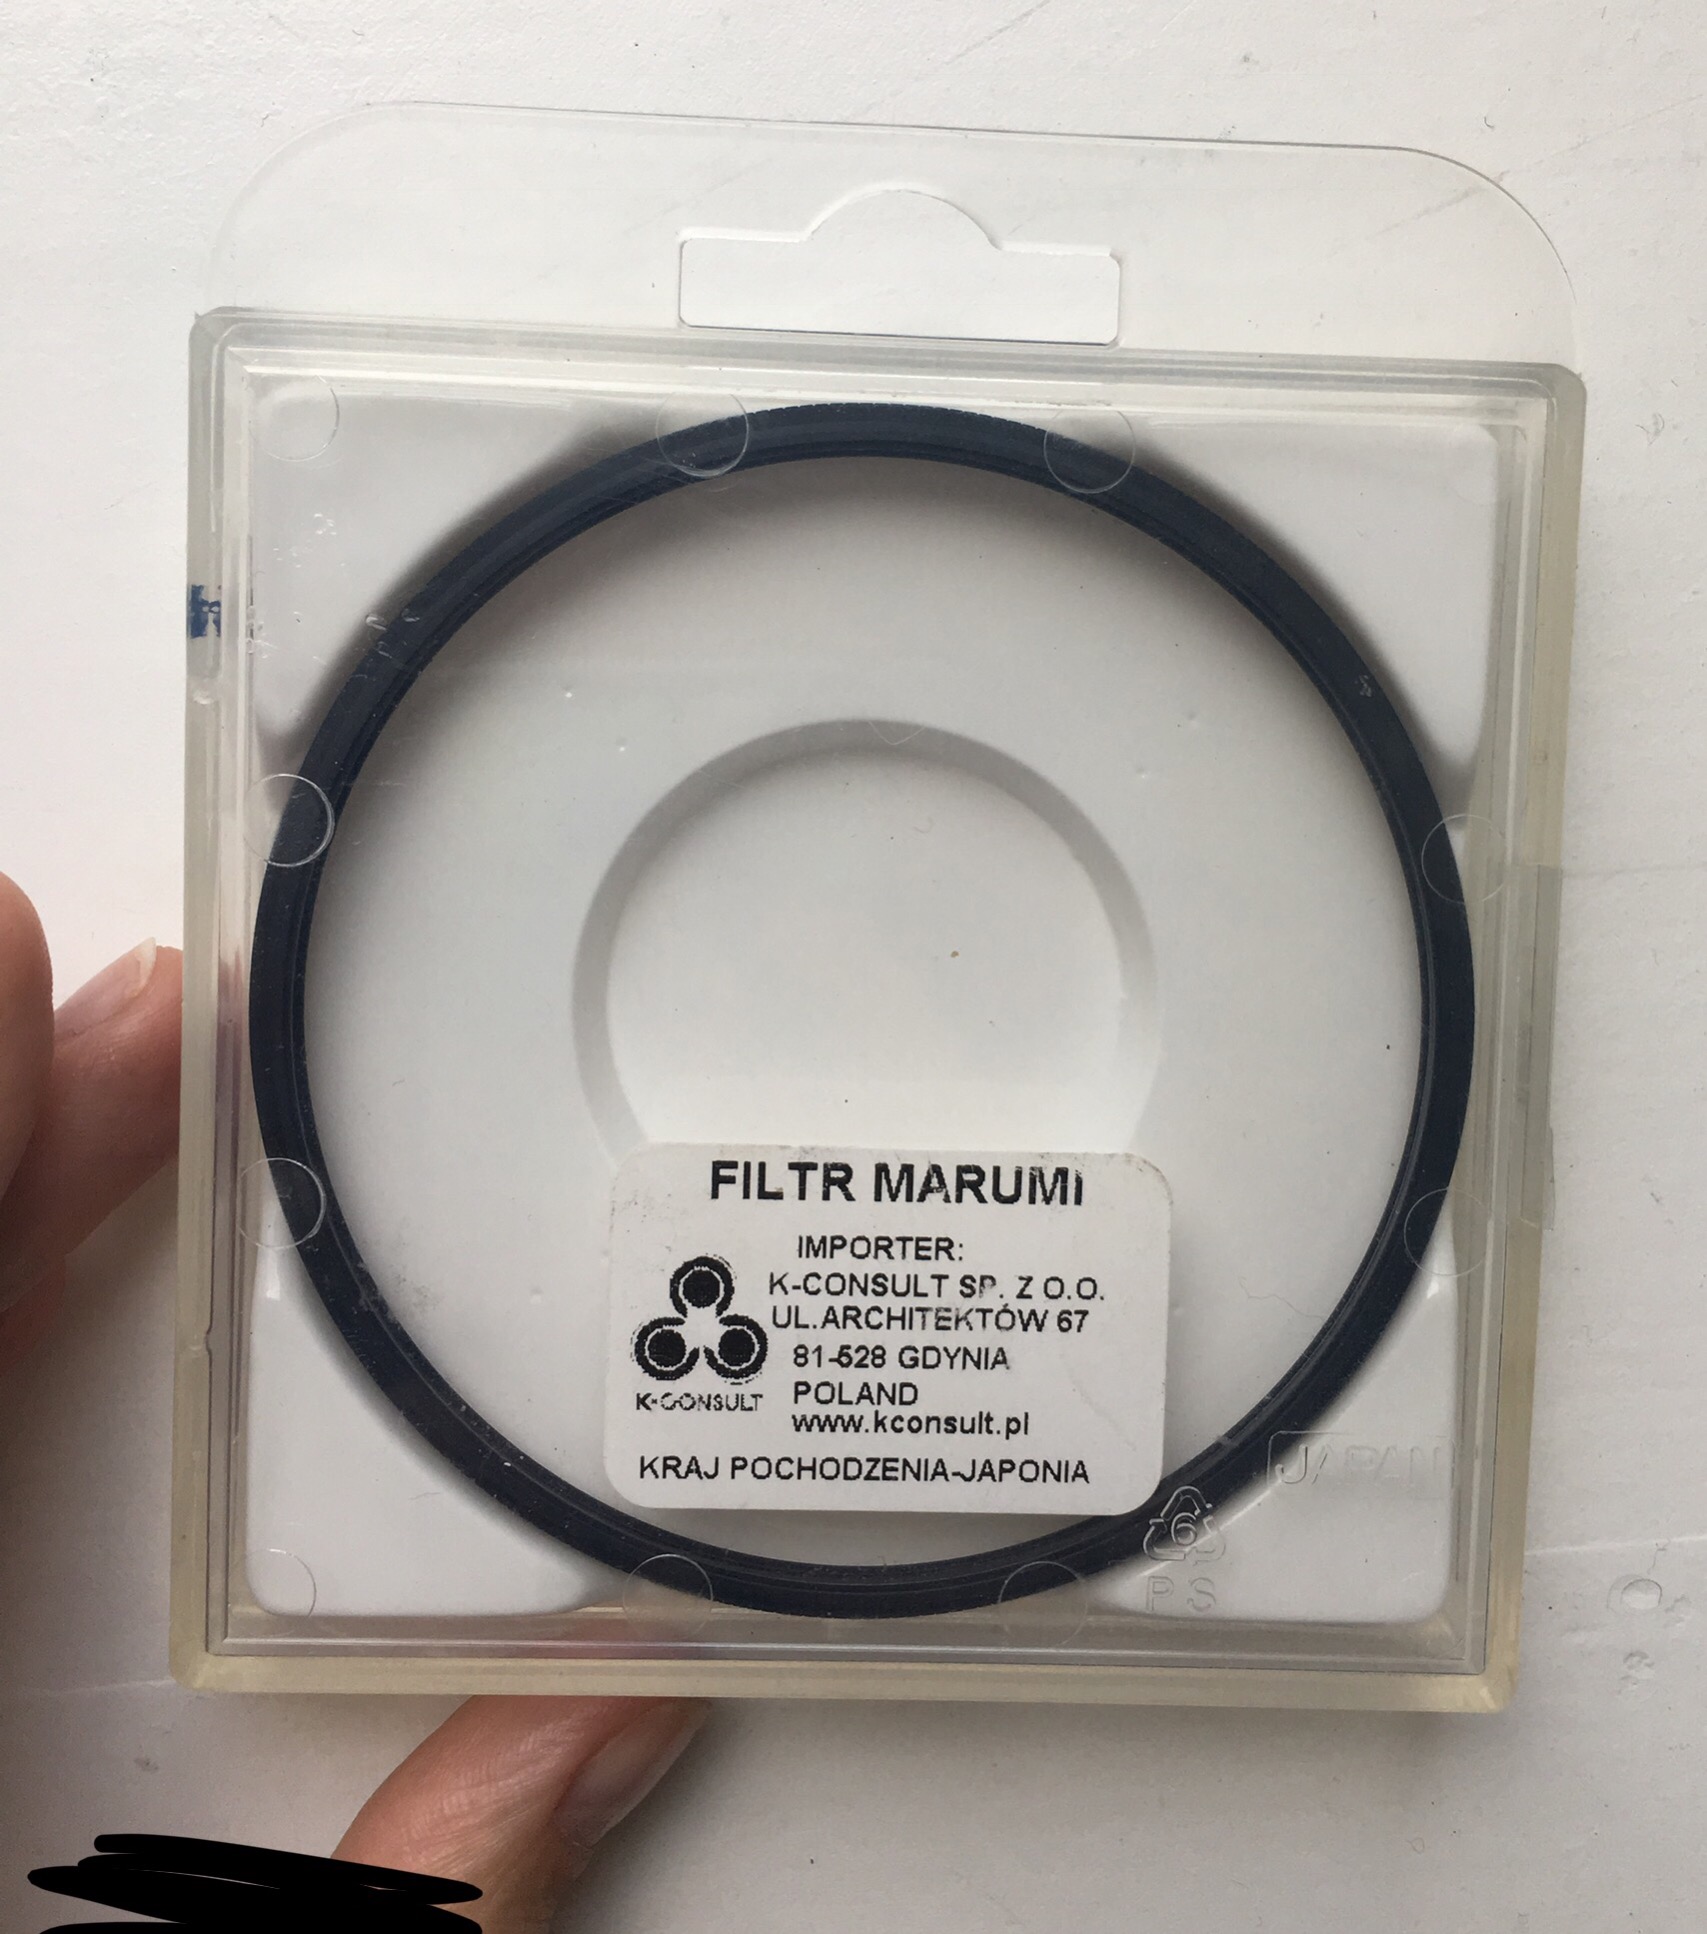 FILTR MARUMI
IMPORTER:
K-CONSULT SP. Z O.O.
UL.ARCHITEKTÓW 67
81-528 GDYNIA
POLAND
www.kconsult.pl
K-CONSULT
KRAJ POCHODZENIA-JAPONIA
JAPAN
6
PS